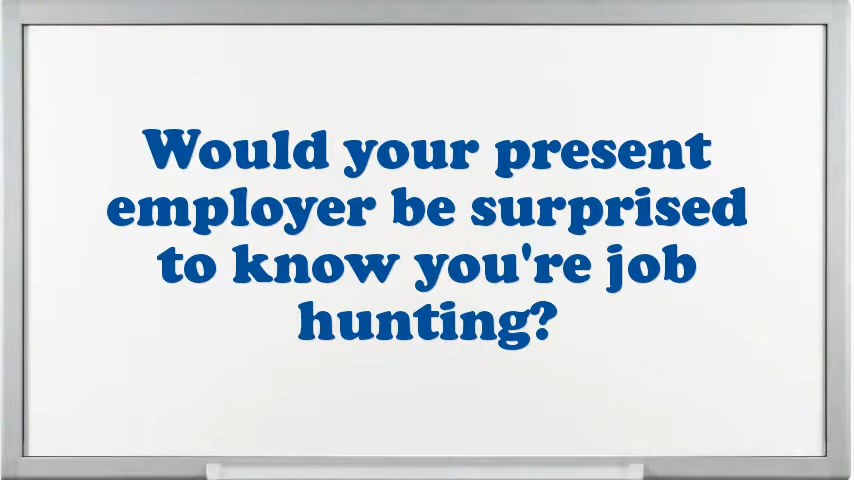 Would your present
employer be surprised
to know you're job
hunting?